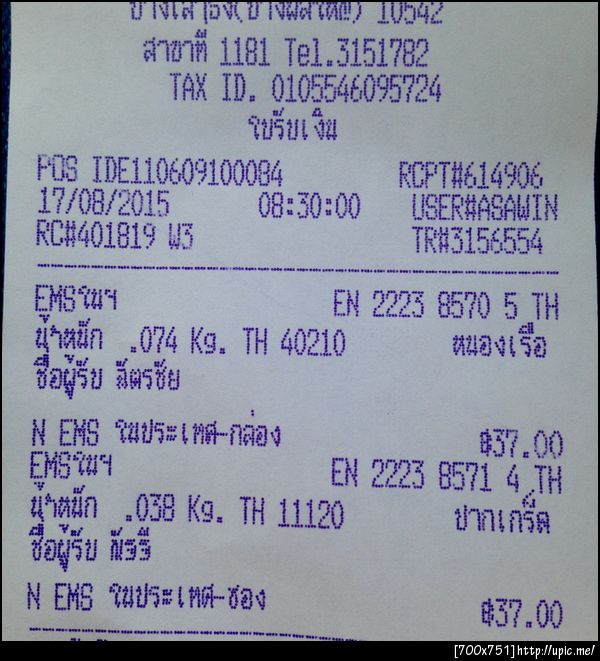 10542
สาขาที่ 1181 Tel.3151782
TAX ID. 0105546095724
ใบรับเงิน
POS IDE110609100084 RCPT#614906
17/08/2015 08:30:00 USER#ASAWIN
RC#401819 W3 TR#3156554
EMSในฯ EN 2223 8570 5 TH
น้ำหนัก .074 Kg. TH 40210 หนองเรือ
ชื่อผู้รับ ฉัตรชัย
N EMS ในประเทศ-กล่อง ฿37.00
EMSในฯ EN 2223 8571 4 TH
น้ำหนัก .038 Kg. TH 11120 ปากเกร็ด
ชื่อผู้รับ
N EMS ในประเทศ-ซอง ฿37.00
[700x751]http://upic.me/